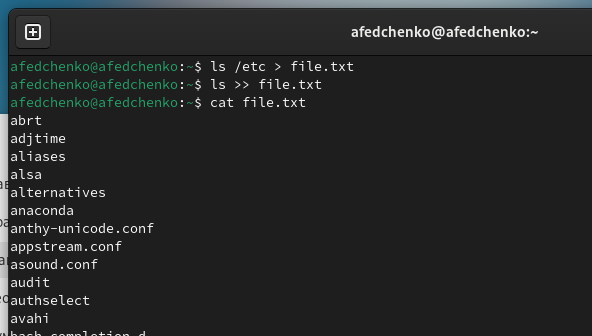 afedchenko@afedchenko:~
afedchenko@afedchenko:~$ ls /etc > file.txt
afedchenko@afedchenko:~$ ls >> file.txt
afedchenko@afedchenko:~$ cat file.txt
abrt
adjtime
aliases
alsa
alternatives
anaconda
anthy-unicode.conf
appstream.conf
asound.conf
audit
authselect
avahi
bash_completion.d